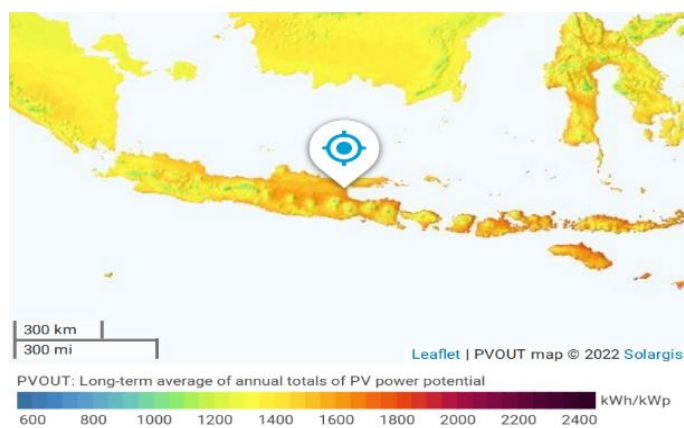 300 km
300 mi
Leaflet | PVOUT map © 2022 Solargis
PVOUT: Long-term average of annual totals of PV power potential
kWh/kWp
600 1000 1400 1800 2200
800 1200 1600 2000 2400